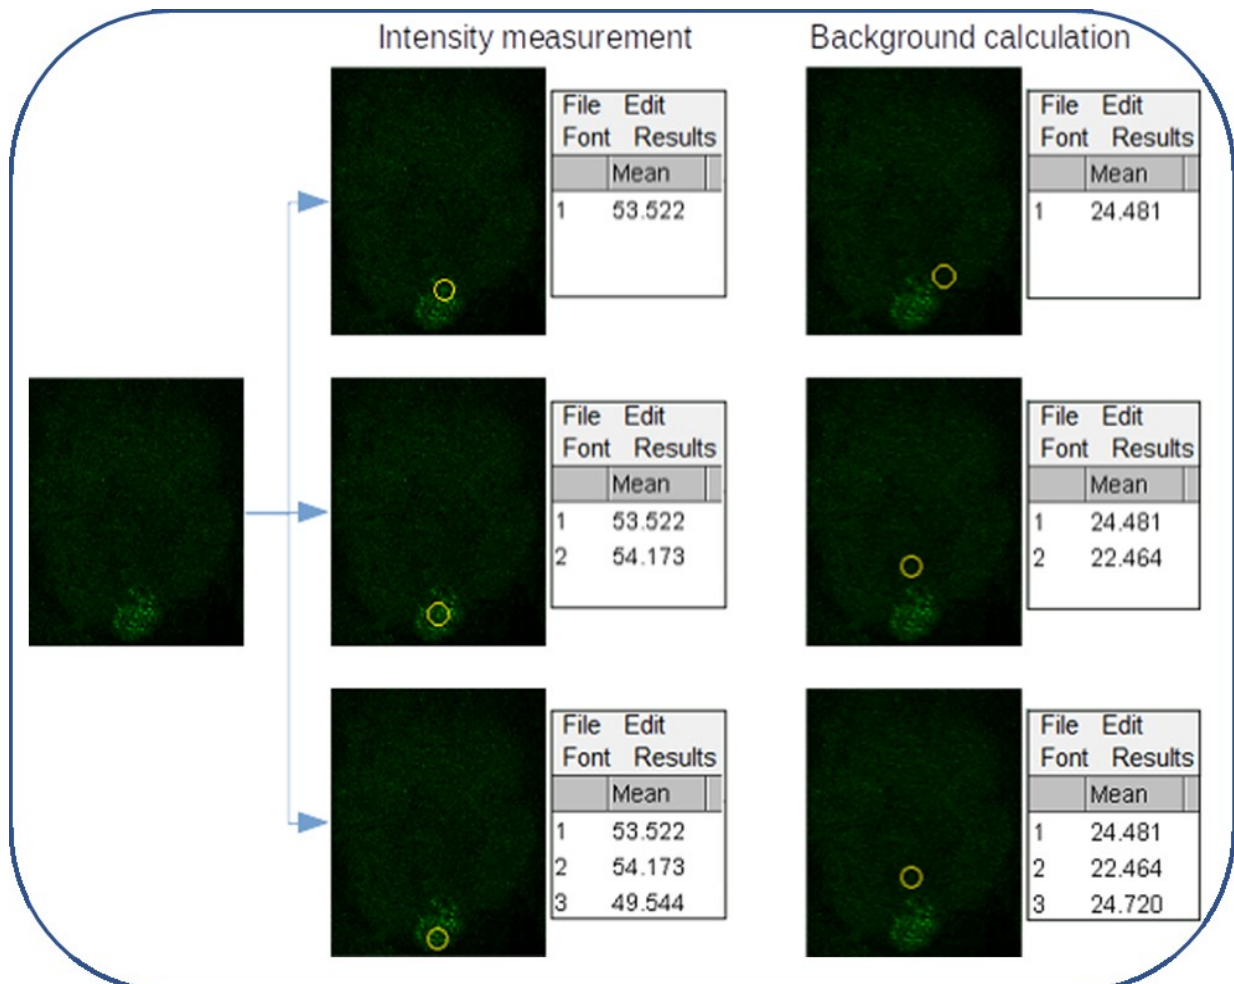 Intensity measurement
Background calculation
File Edit
Font Results
Mean
1 53.522
File Edit
Font Results
Mean
1 24.481
File Edit
Font Results
Mean
1 53.522
2 54.173
File Edit
Font Results
Mean
1 24.481
2 22.464
File Edit
Font Results
Mean
1 53.522
2 54.173
3 49.544
File Edit
Font Results
Mean
1 24.481
2 22.464
3 24.720